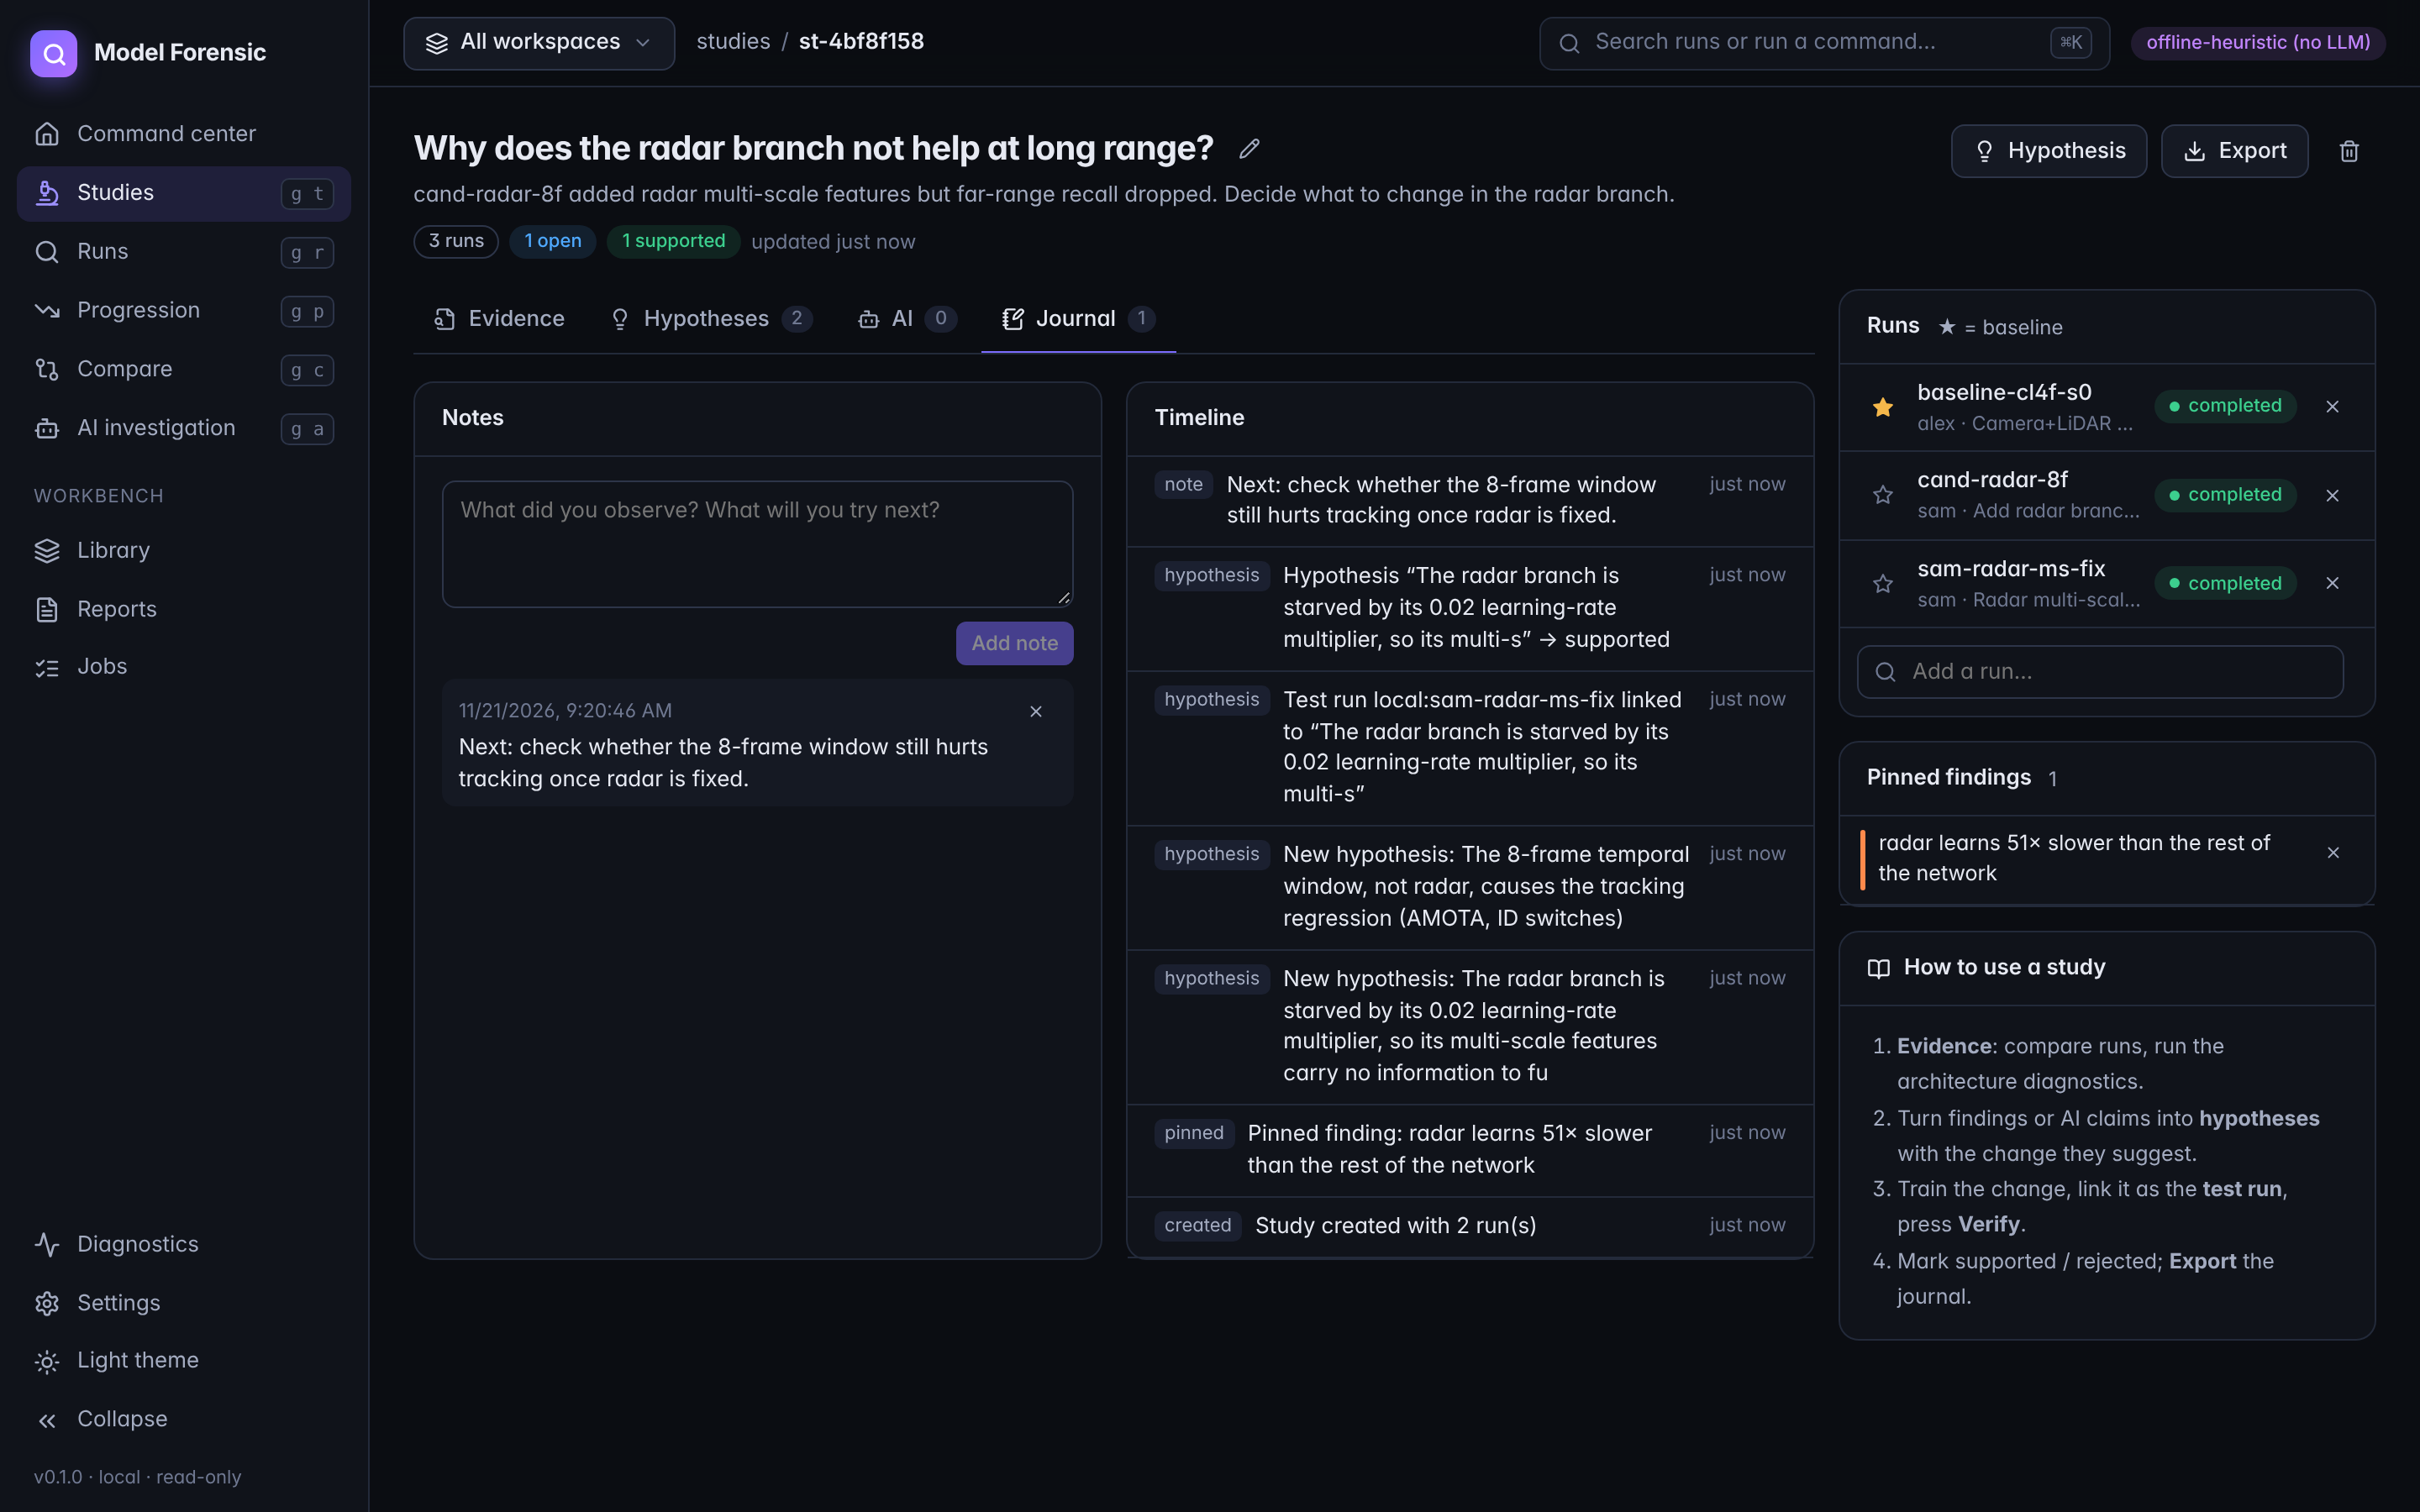 Model Forensic
Command center
Studies g t
Runs g r
Progression g p
Compare g c
AI investigation g a
WORKBENCH
Library
Reports
Jobs
Diagnostics
Settings
Light theme
Collapse
v0.1.0 · local · read-only
All workspaces
studies / st-4bf8f158
Search runs or run a command...
⌘K
offline-heuristic (no LLM)
Why does the radar branch not help at long range?
cand-radar-8f added radar multi-scale features but far-range recall dropped. Decide what to change in the radar branch.
3 runs 1 open 1 supported updated just now
Hypothesis
Export
Evidence
Hypotheses 2
AI 0
Journal 1
Notes
What did you observe? What will you try next?
Add note
11/21/2026, 9:20:46 AM
Next: check whether the 8-frame window still hurts
tracking once radar is fixed.
Timeline
note Next: check whether the 8-frame window just now
still hurts tracking once radar is fixed.
hypothesis Hypothesis “The radar branch is just now
starved by its 0.02 learning-rate
multiplier, so its multi-s” → supported
hypothesis Test run local:sam-radar-ms-fix linked just now
to “The radar branch is starved by its
0.02 learning-rate multiplier, so its
multi-s”
hypothesis New hypothesis: The 8-frame temporal just now
window, not radar, causes the tracking
regression (AMOTA, ID switches)
hypothesis New hypothesis: The radar branch is just now
starved by its 0.02 learning-rate
multiplier, so its multi-scale features
carry no information to fu
pinned Pinned finding: radar learns 51× slower just now
than the rest of the network
created Study created with 2 run(s) just now
Runs ★ = baseline
baseline-cl4f-s0 completed
alex · Camera+LiDAR ...
cand-radar-8f completed
sam · Add radar branc...
sam-radar-ms-fix completed
sam · Radar multi-scal...
Add a run...
Pinned findings 1
radar learns 51× slower than the rest of
the network
How to use a study
1. Evidence: compare runs, run the
architecture diagnostics.
2. Turn findings or AI claims into hypotheses
with the change they suggest.
3. Train the change, link it as the test run,
press Verify.
4. Mark supported / rejected; Export the
journal.